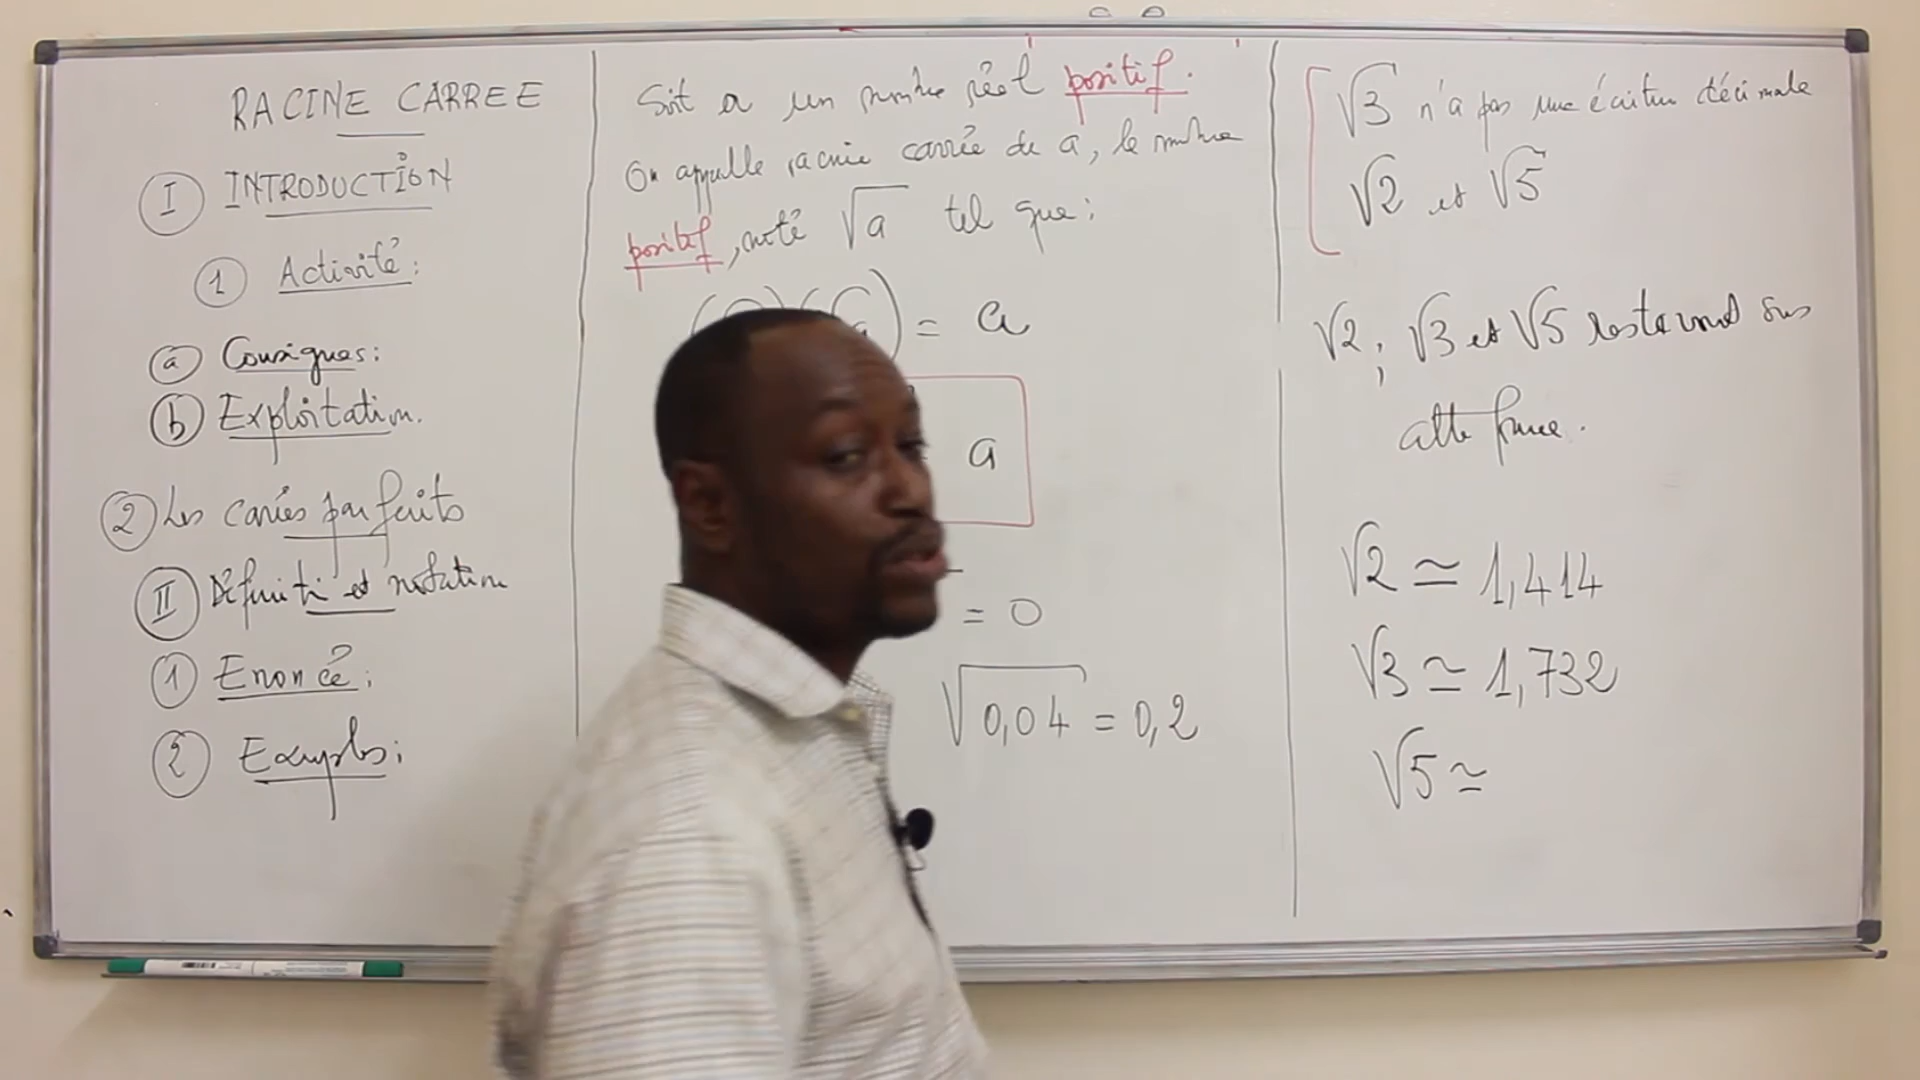 RACINE CARREE
I INTRODUCTION
1 Activité :
a Consignes :
b Exploitation.
2 Les carrés parfaits
II Définiti et notation
1 Enoncé :
2 Exemples :
Soit a un nombre réel positif.
On appelle racine carrée de a, le nombre
positif, noté √a tel que :
= a
a
= 0
√0,04 = 0,2
√3 n'a pas une écriture décimale
√2 et √5
√2 ; √3 et √5 resteront sous
cette forme.
√2 ≃ 1,414
√3 ≃ 1,732
√5 ≃